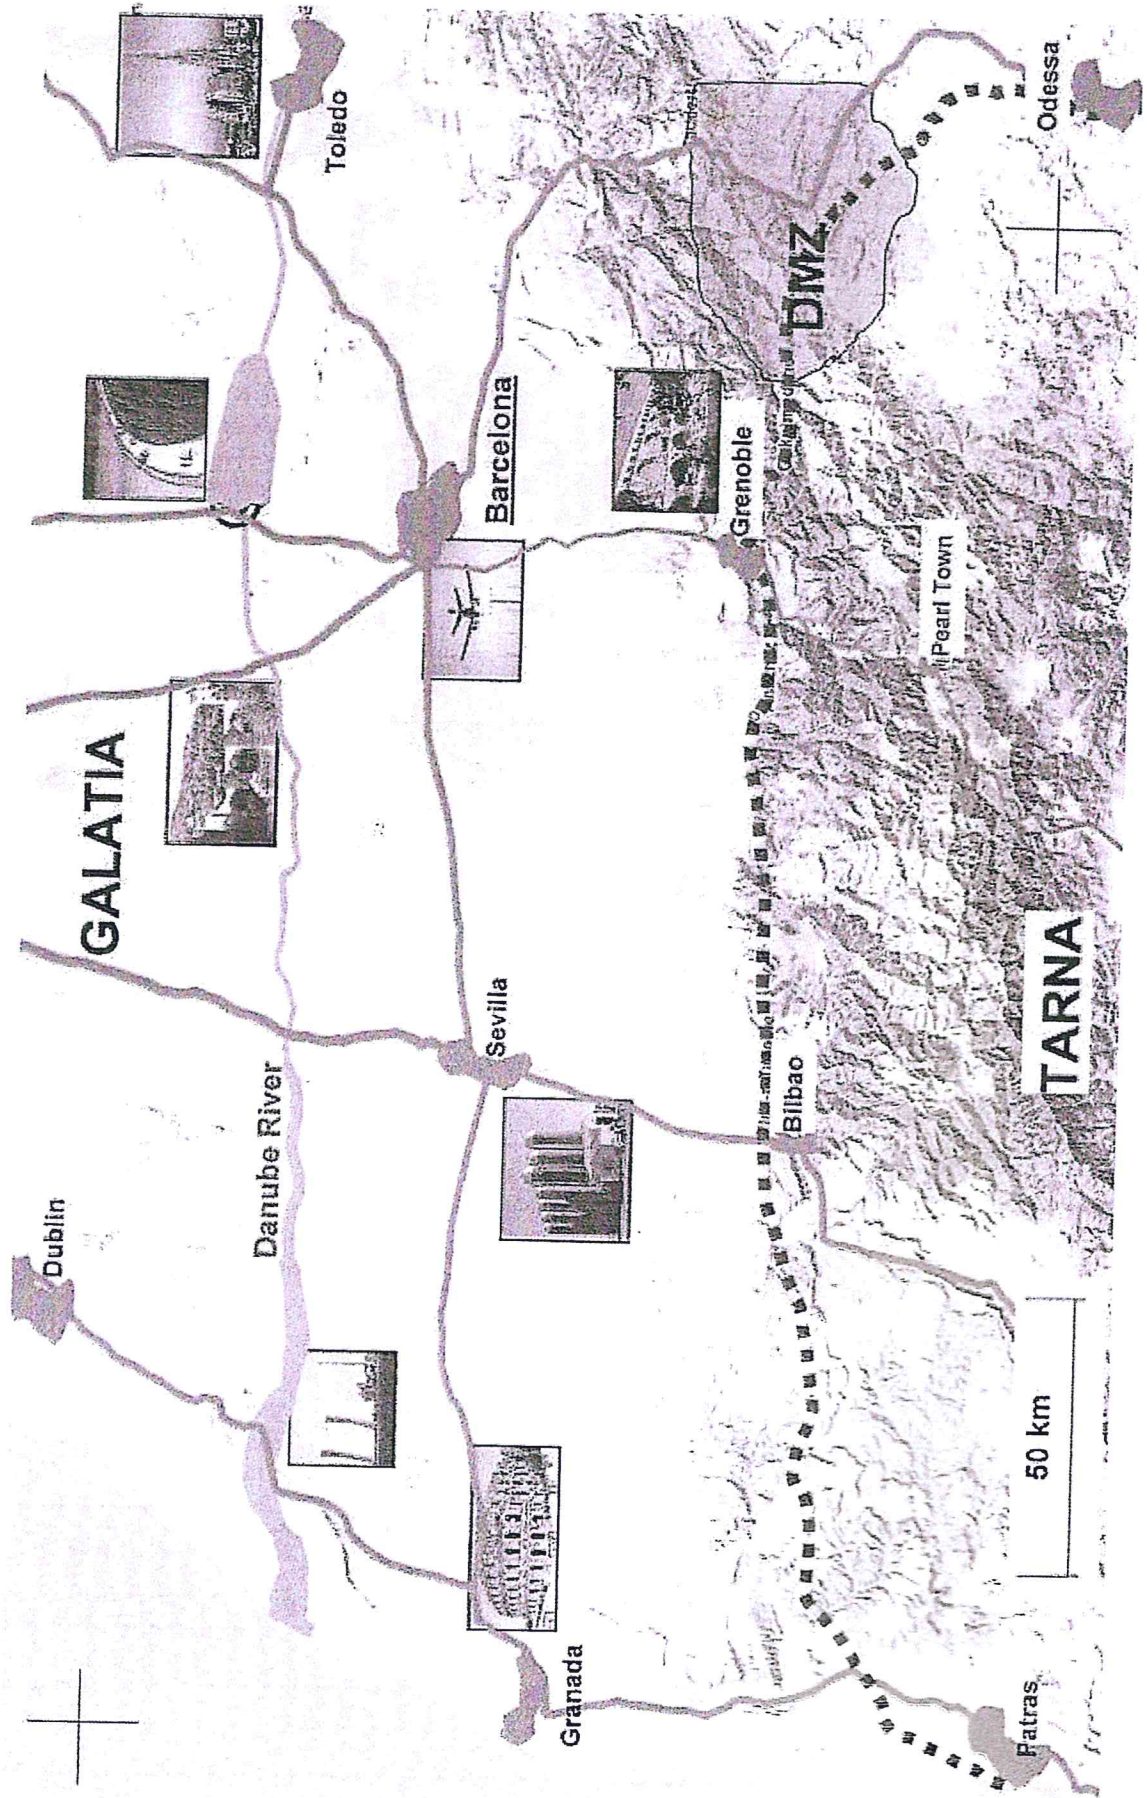 Dublin
GALATIA
Toledo
Danube River
Sevilla
Barcelona
Granada
Grenoble
Bilbao
DMZ
Pearl Town
Patras
50 km
TARNA
Odessa